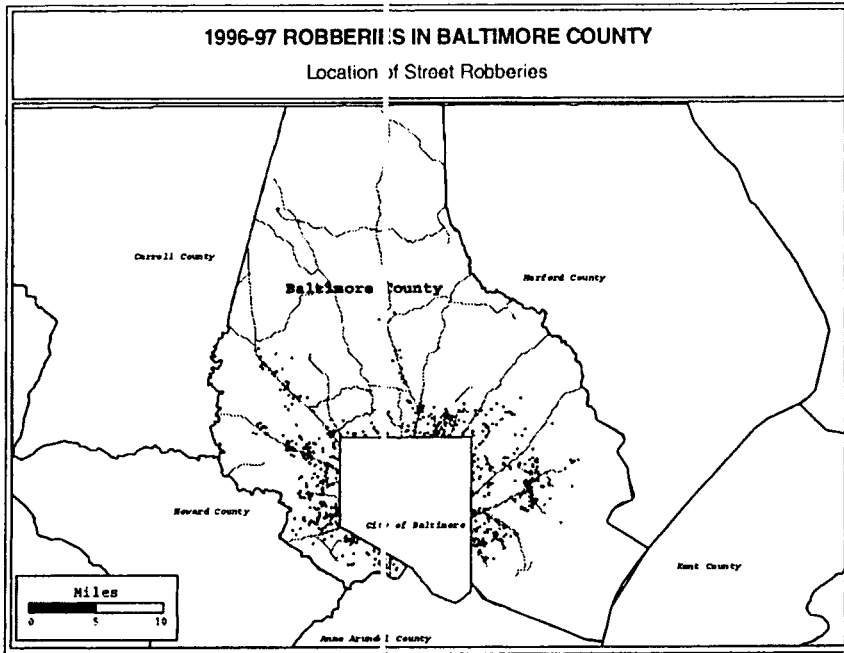 1996-97 ROBBERIES IN BALTIMORE COUNTY
Location of Street Robberies
Carroll County
Harford County
Baltimore County
Howard County
City of Baltimore
Kent County
Miles
0 5 10
Anne Arundel County